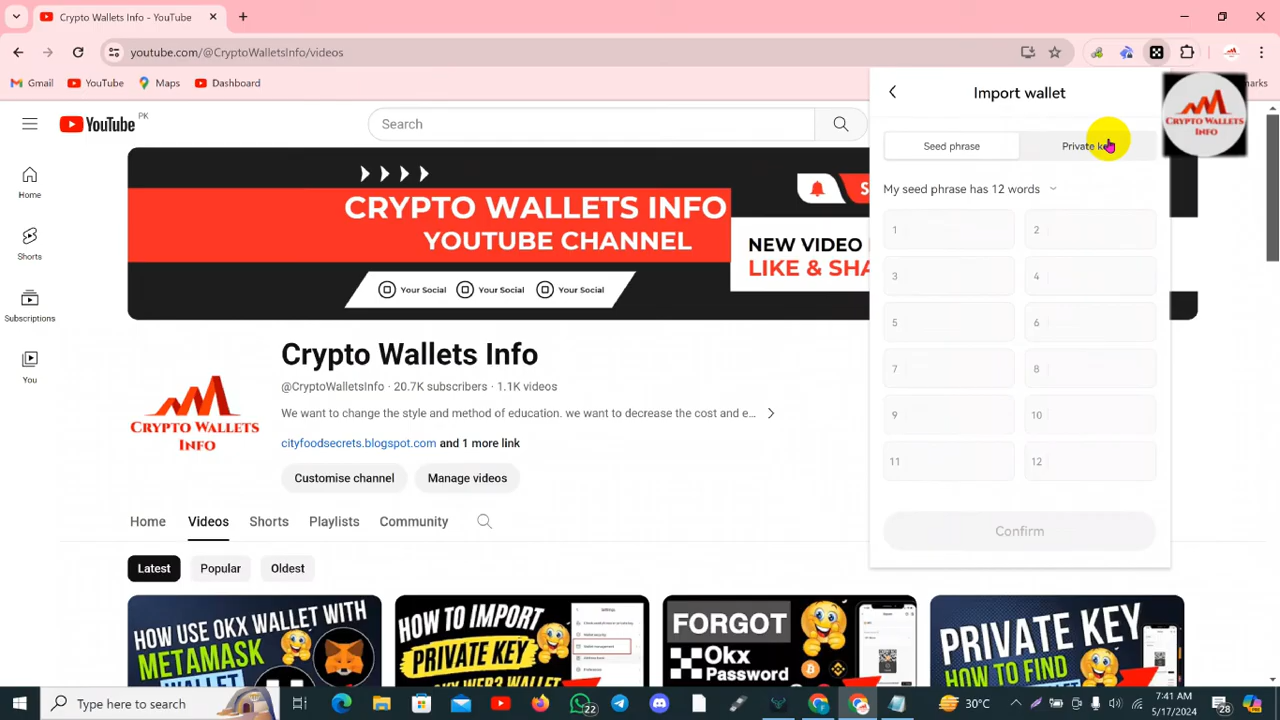 Crypto Wallets Info - YouTube
youtube.com/@CryptoWalletsInfo/videos
Gmail
YouTube
Maps
Dashboard
YouTube PK
Search
Home
Shorts
Subscriptions
You
CRYPTO WALLETS INFO
YOUTUBE CHANNEL
Your Social
Your Social
Your Social
NEW VIDEO
LIKE & SHA
Crypto Wallets Info
@CryptoWalletsInfo · 20.7K subscribers · 1.1K videos
We want to change the style and method of education. we want to decrease the cost and e...
cityfoodsecrets.blogspot.com and 1 more link
CRYPTO WALLETS
INFO
Customise channel
Manage videos
Home
Videos
Shorts
Playlists
Community
Latest
Popular
Oldest
HOW USE OKX WALLET WITH
METAMASK
HOW TO IMPORT
PRIVATE KEY
FORGOT
Okx
Password
PRIVATE KEY
HOW TO FIND
Import wallet
Seed phrase
Private
My seed phrase has 12 words
1
2
3
4
5
6
7
8
9
10
11
12
Confirm
CRYPTO WALLETS
INFO
Type here to search
22
30°C
7:41 AM
5/17/2024
28